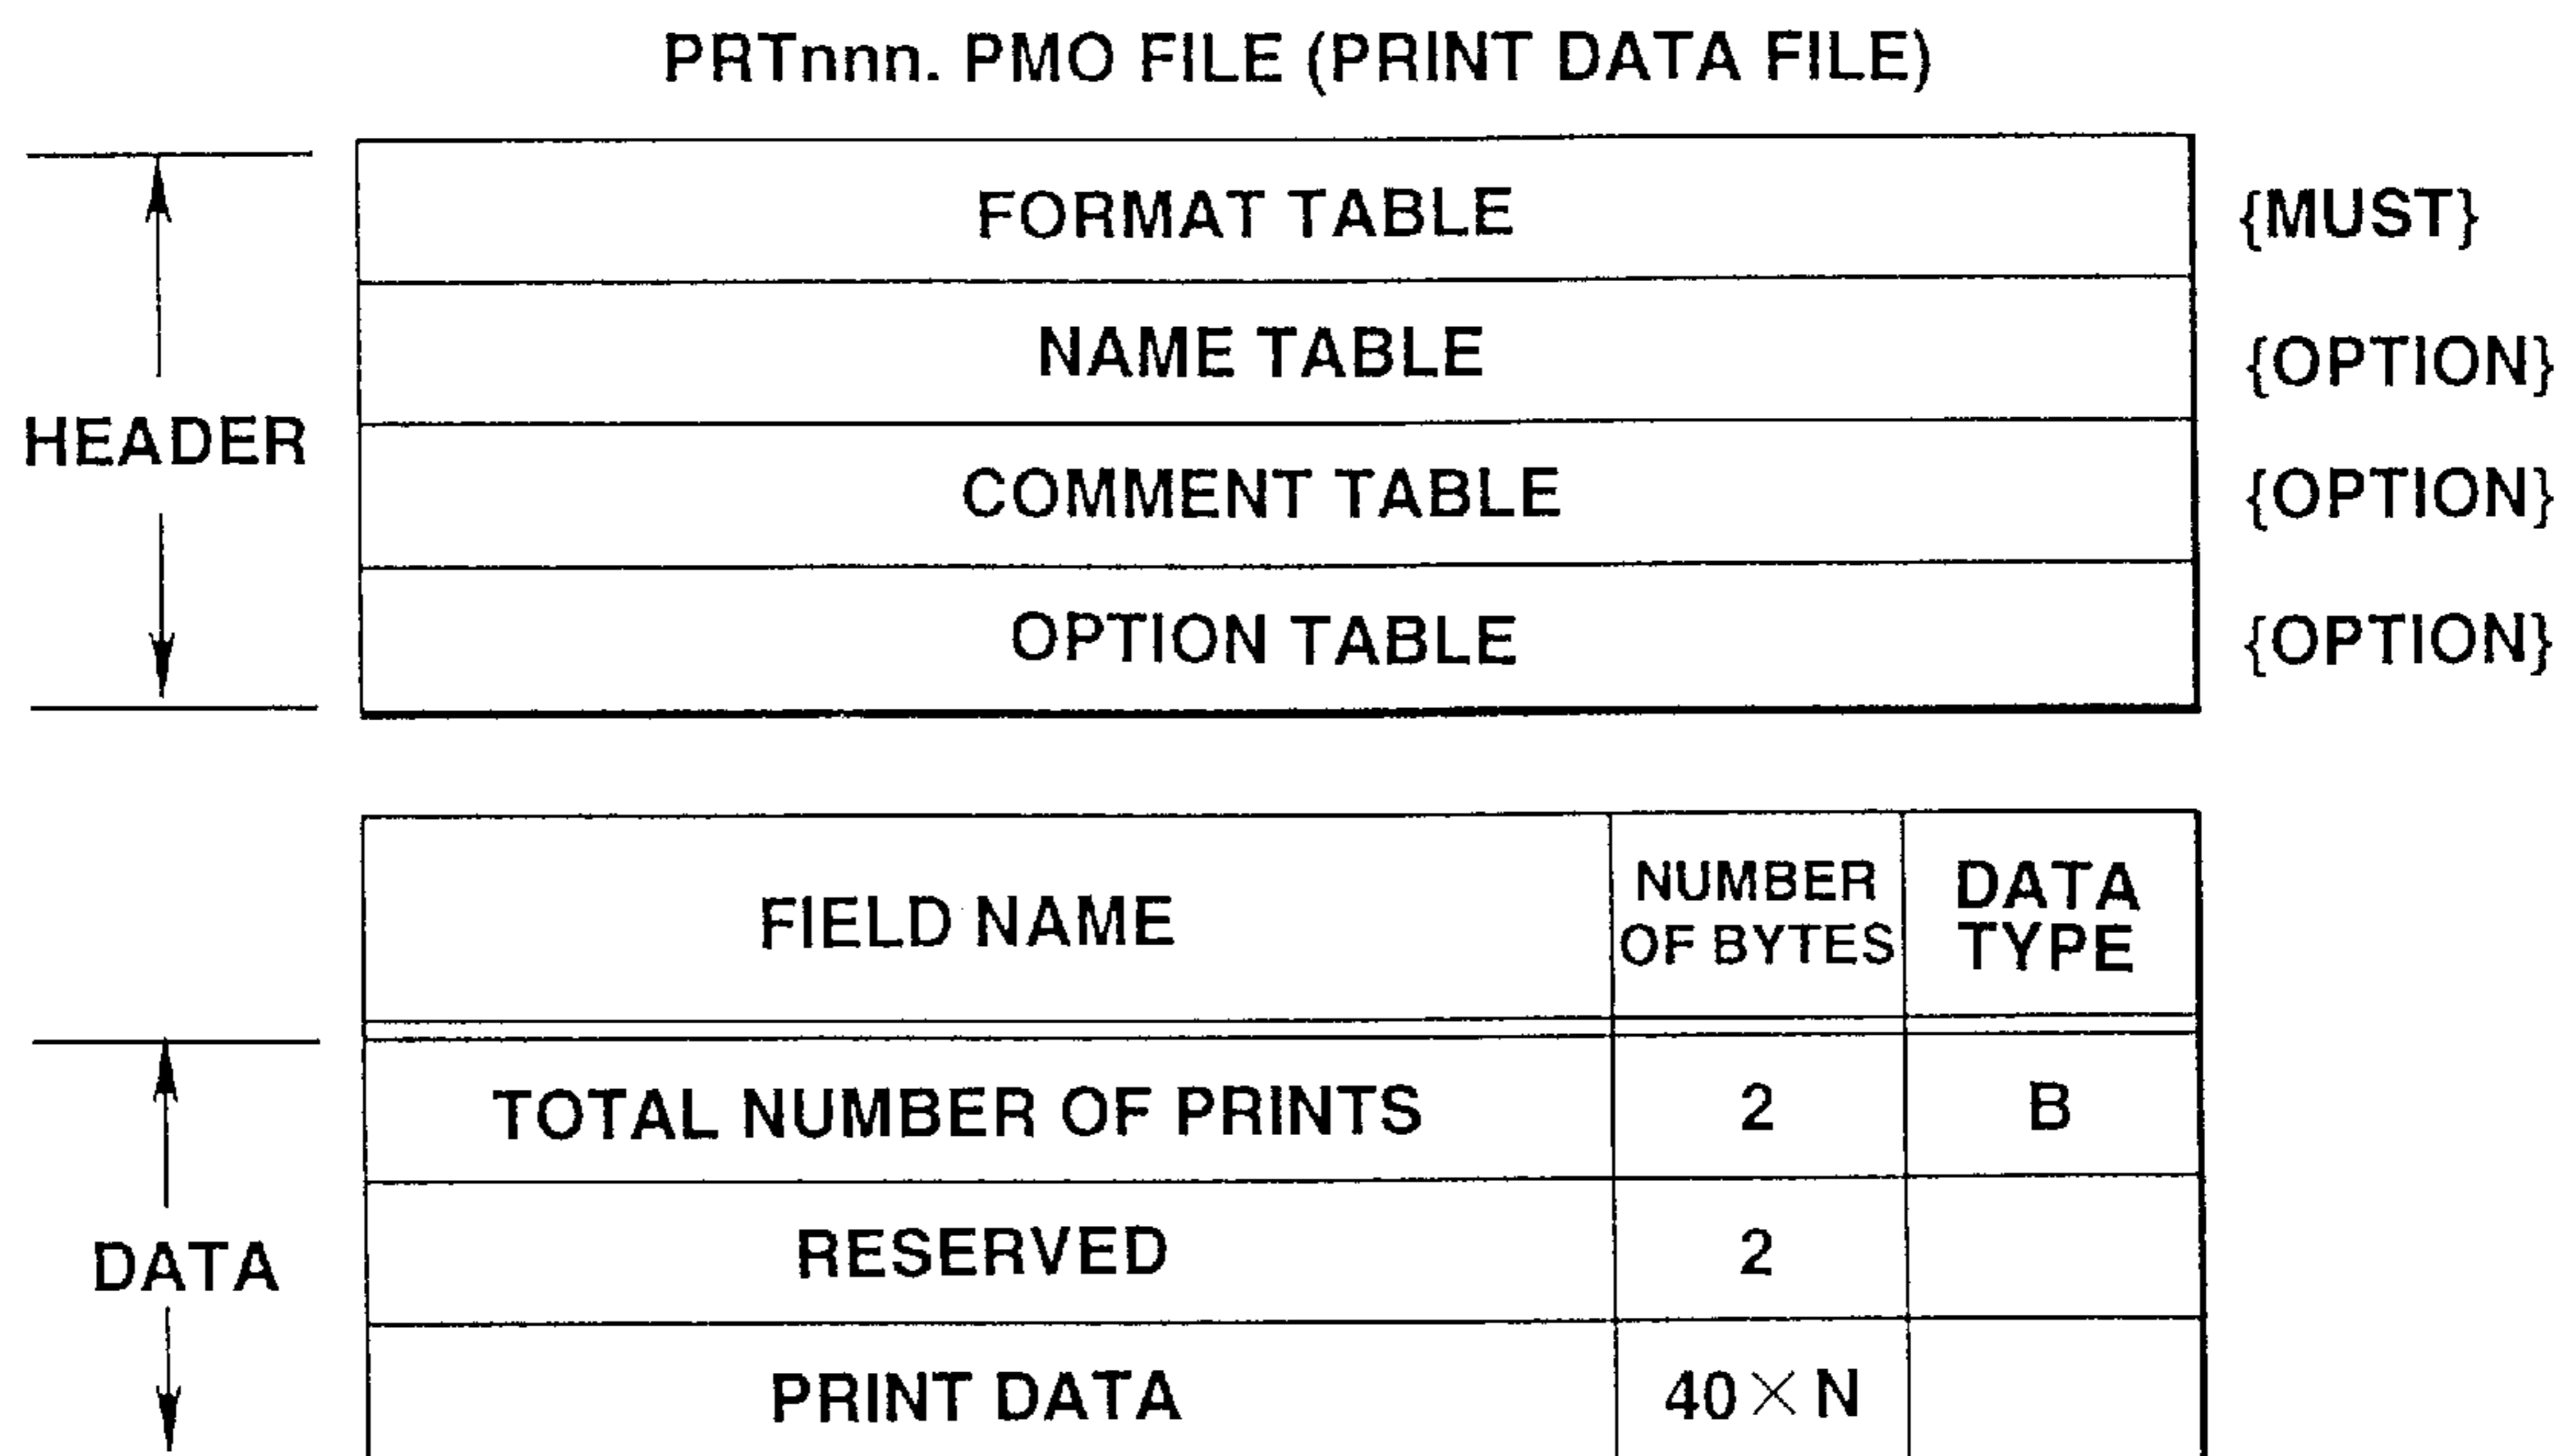 PRTnnn. PMO FILE (PRINT DATA FILE)
FORMAT TABLE {MUST}
NAME TABLE {OPTION}
HEADER
COMMENT TABLE {OPTION}
OPTION TABLE {OPTION}
FIELD NAME
NUMBER
OF BYTES
DATA
TYPE
TOTAL NUMBER OF PRINTS 2 B
DATA
RESERVED 2
PRINT DATA 40 × N